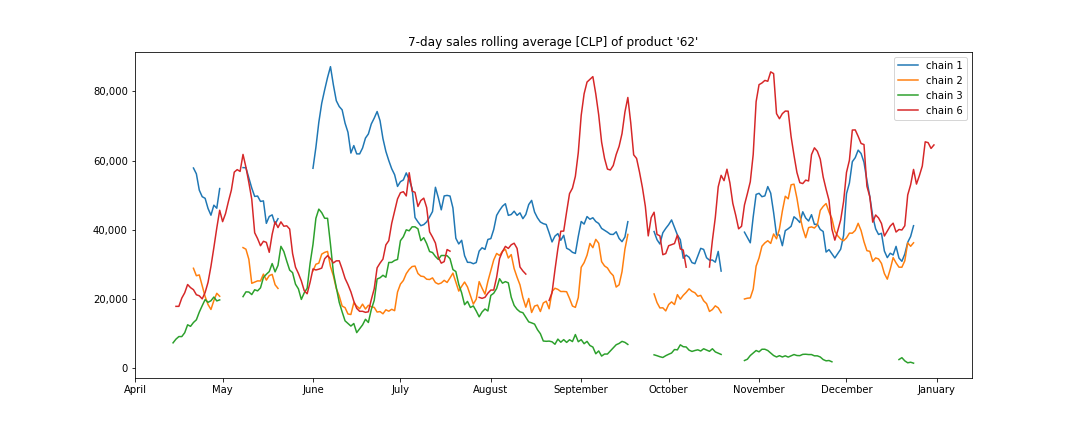 7-day sales rolling average [CLP] of product '62'
chain 1
chain 2
chain 3
chain 6
80,000
60,000
40,000
20,000
0
April May June July August September October November December January